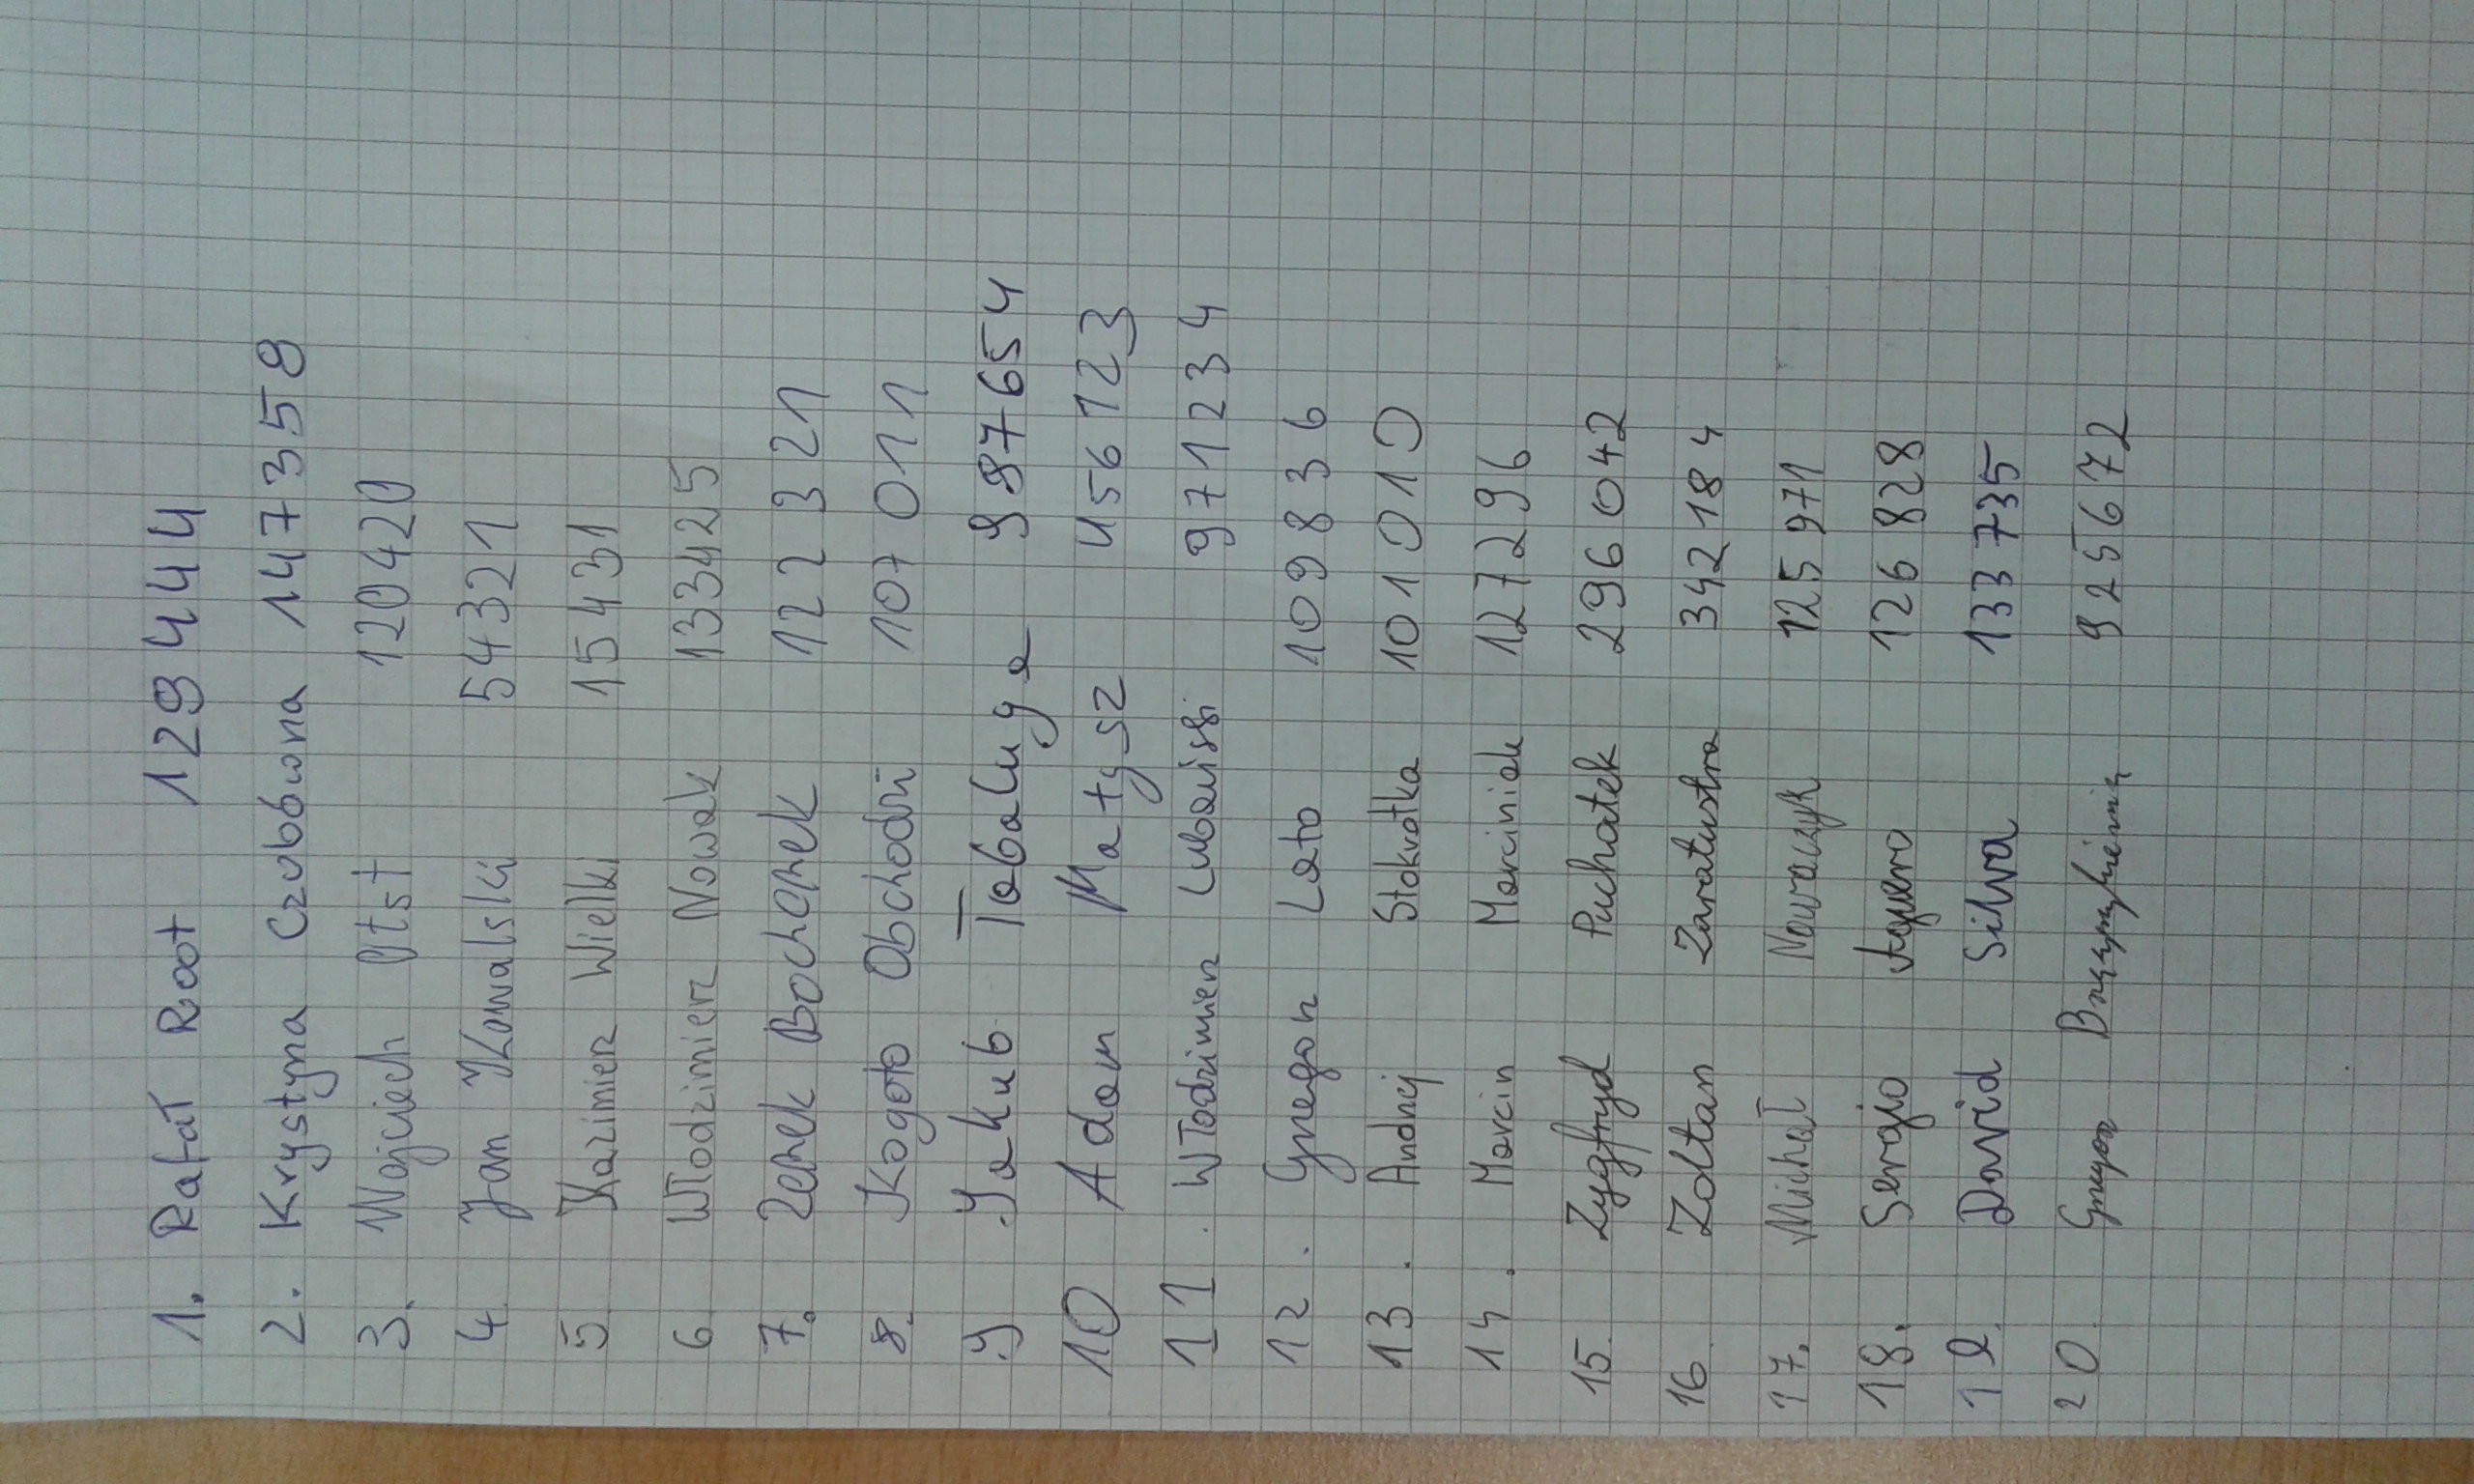 1. Rafał Root 129444
2. Krystyna Czubówna 147359
3. Wojciech Otst 120420
4. Jan Kowalski 54321
5 Kazimierz Wielki 15431
6 Włodzimierz Nowak 133425
7. Zenek Bochenek 122321
8. Kogoto Obchodzi 107011
9 Jakub Tabaluga 987654
10 Adam Małysz 456123
11. Włodzimierz Lubański 971234
12. Grzegorz Lato 109836
13. Andrzej Stokrotka 101010
14. Marcin Marciniak 127296
15. Zygfryd Puchatek 296042
16 Zoltan Zaratustra 342184
17. Michał Nowaczyk 125971
18. Sergio Aguero 126828
19 David Silva 133735
20 Grzegorz 925672